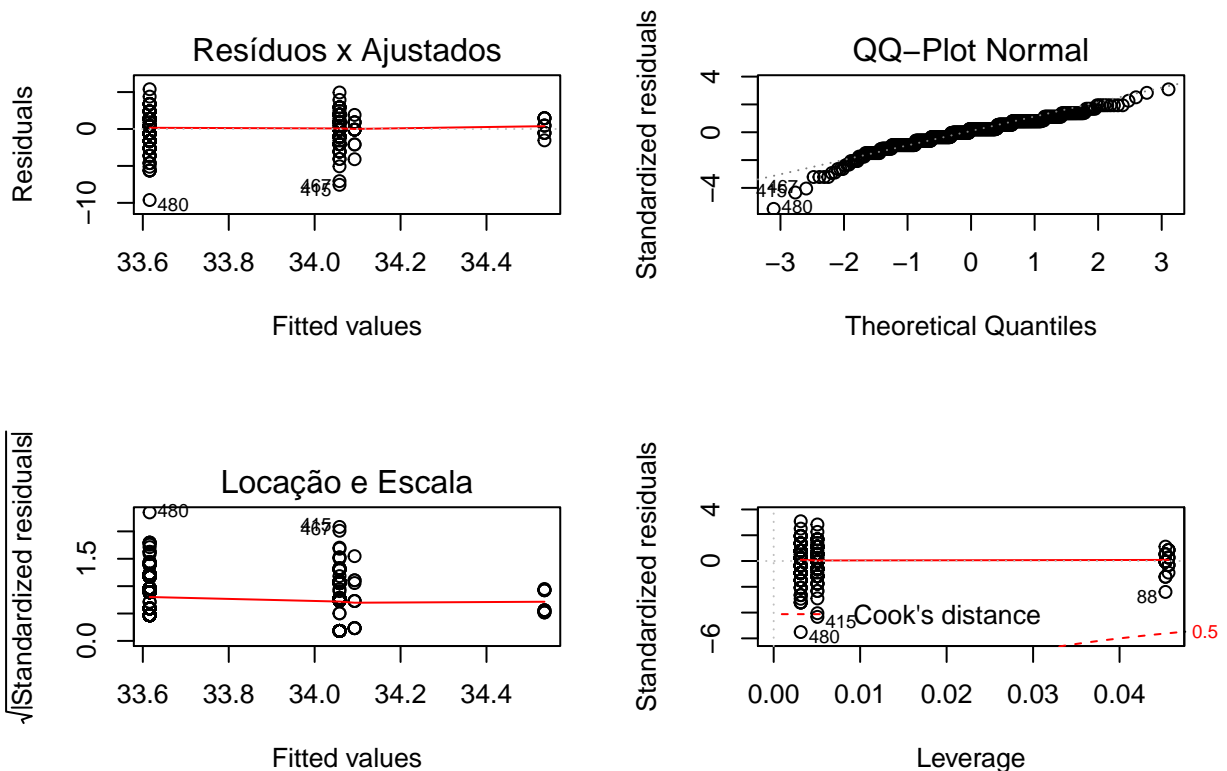 Resíduos x Ajustados
Residuals
0
−10
480
467
415
33.6 33.8 34.0 34.2 34.4
Fitted values
QQ−Plot Normal
Standardized residuals
4
0
−4
467
415
480
−3 −2 −1 0 1 2 3
Theoretical Quantiles
Locação e Escala
√|Standardized residuals|
1.5
0.0
480
415
467
33.6 33.8 34.0 34.2 34.4
Fitted values
Standardized residuals
4
0
−6
88
415
480
Cook's distance
0.5
0.00 0.01 0.02 0.03 0.04
Leverage